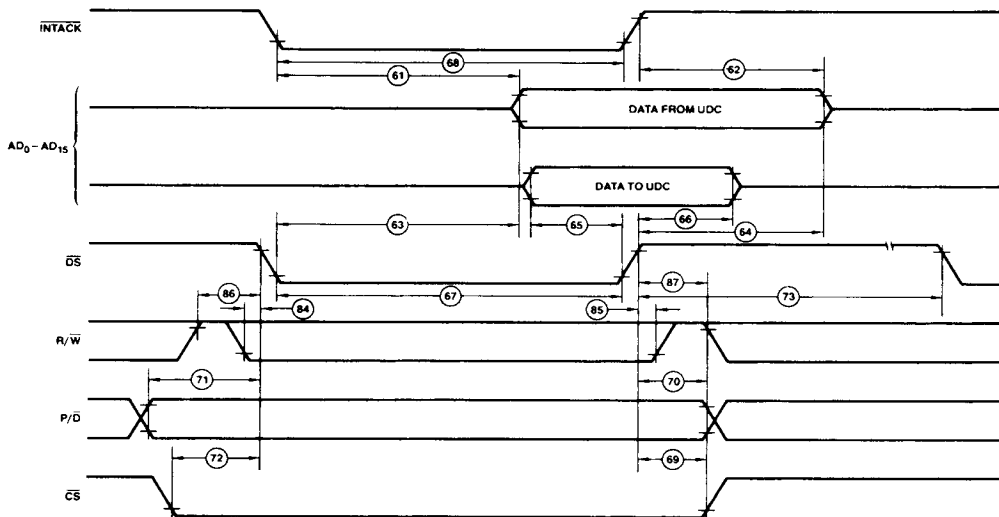 INTACK
68
61
62
DATA FROM UDC
AD0 – AD15
DATA TO UDC
63
65
66
64
DS
86
84
67
87
85
73
R/W
71
70
P/D
72
69
CS